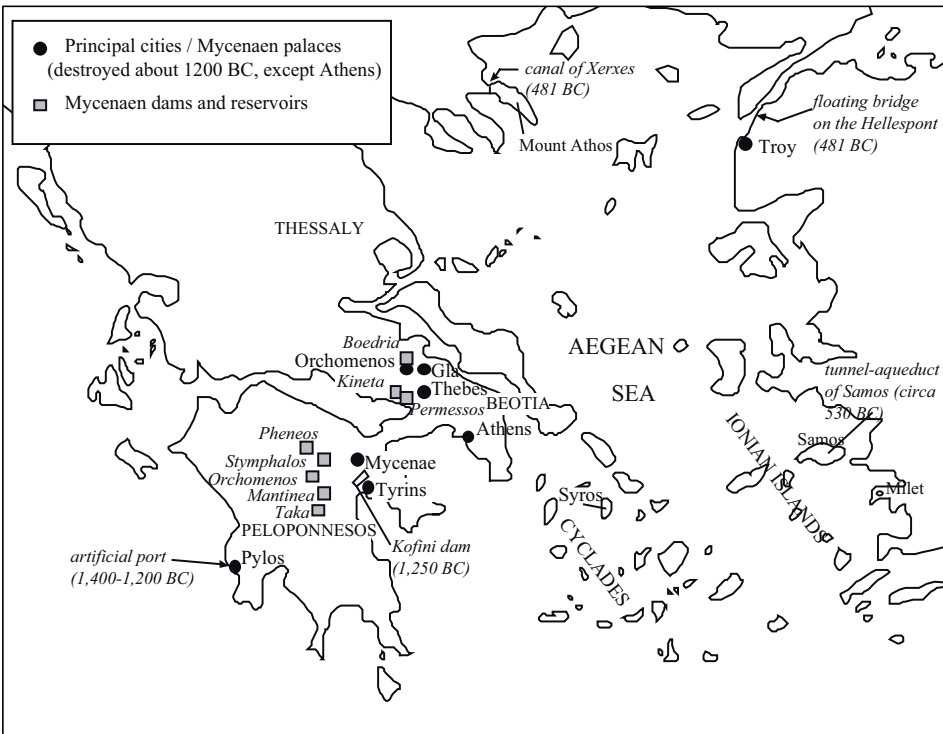 Principal cities / Mycenaen palaces
(destroyed about 1200 BC, except Athens)
Mycenaen dams and reservoirs
canal of Xerxes
(481 BC)
Mount Athos
floating bridge
on the Hellespont
(481 BC)
Troy
THESSALY
Boedria
Orchomenos
Gla
Kineta
Thebes
Permessos
BEOTIA
AEGEAN
SEA
tunnel-aqueduct
of Samos (circa
530 BC)
Athens
IONIAN ISLANDS
Samos
Pheneos
Stymphalos
Mycenae
Orchomenos
Tyrins
Mantinea
Taka
PELOPONNESOS
Syros
Milet
CYCLADES
Kofini dam
(1,250 BC)
artificial port
(1,400-1,200 BC)
Pylos